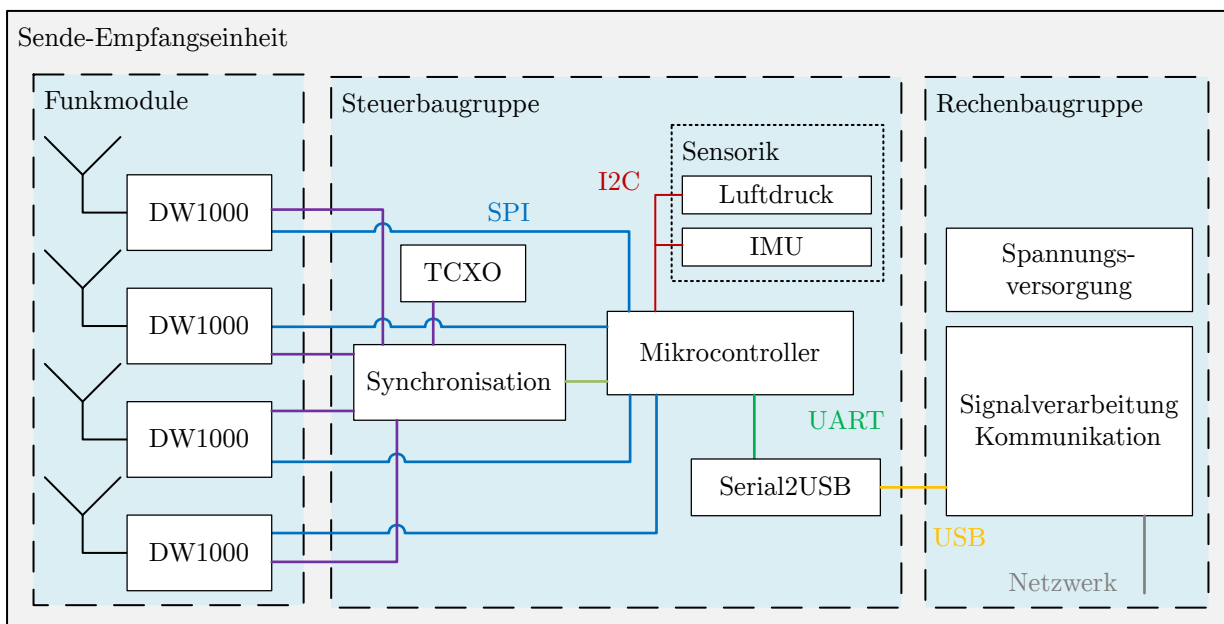 Sende-Empfangseinheit
Funkmodule
DW1000
DW1000
DW1000
DW1000
Steuerbaugruppe
SPI
TCXO
Synchronisation
I2C
Sensorik
Luftdruck
IMU
Mikrocontroller
UART
Serial2USB
Rechenbaugruppe
Spannungs-
versorgung
Signalverarbeitung
Kommunikation
USB
Netzwerk